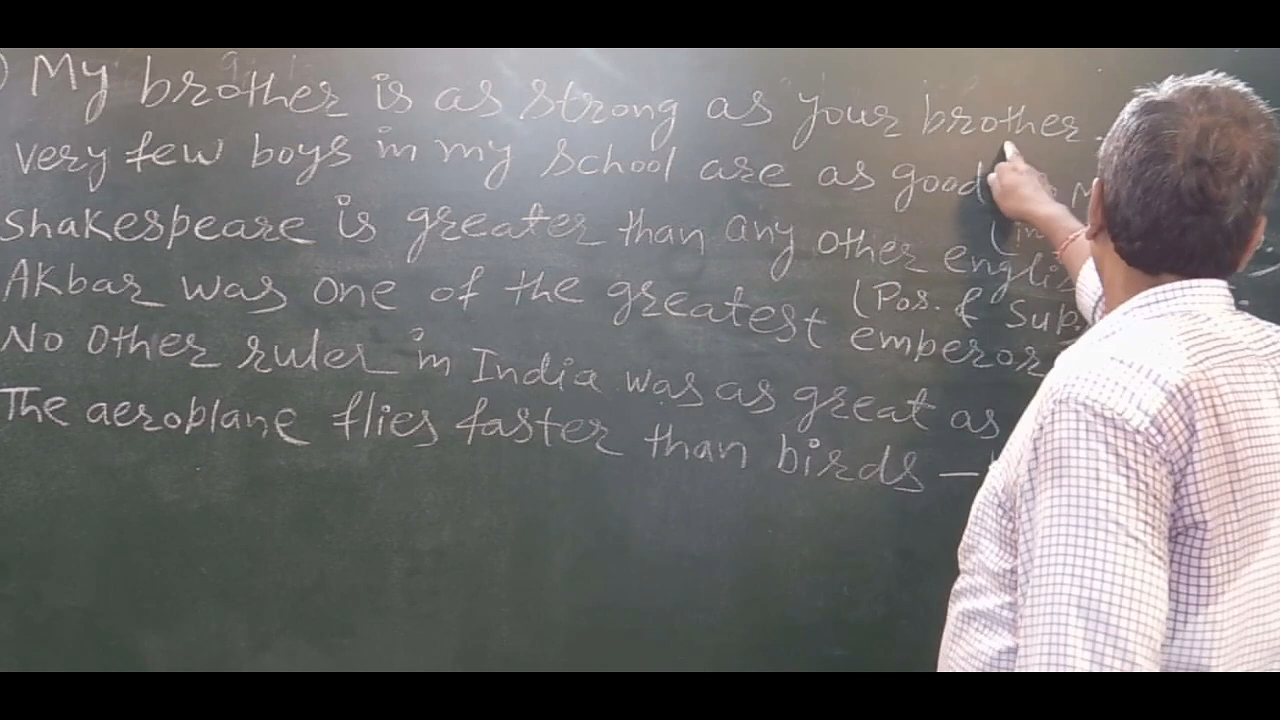 ) My brother is as strong as your brother.
very few boys in my school are as good
Shakespeare is greater than any other english
(Pos. & Sup.
Akbar was one of the greatest emperor
No Other ruler in India was as great as
The aeroplane flies faster than birds —